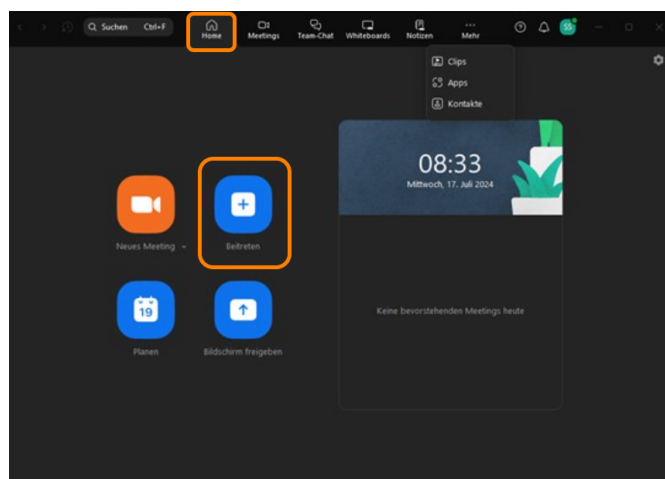 Suchen Ctrl+F
Home Meetings Team-Chat Whiteboards Notizen Mehr
SS
Clips
Apps
Kontakte
08:33
Mittwoch, 17. Juli 2024
Neues Meeting
Beitreten
19
Planen
Bildschirm freigeben
Keine bevorstehenden Meetings heute